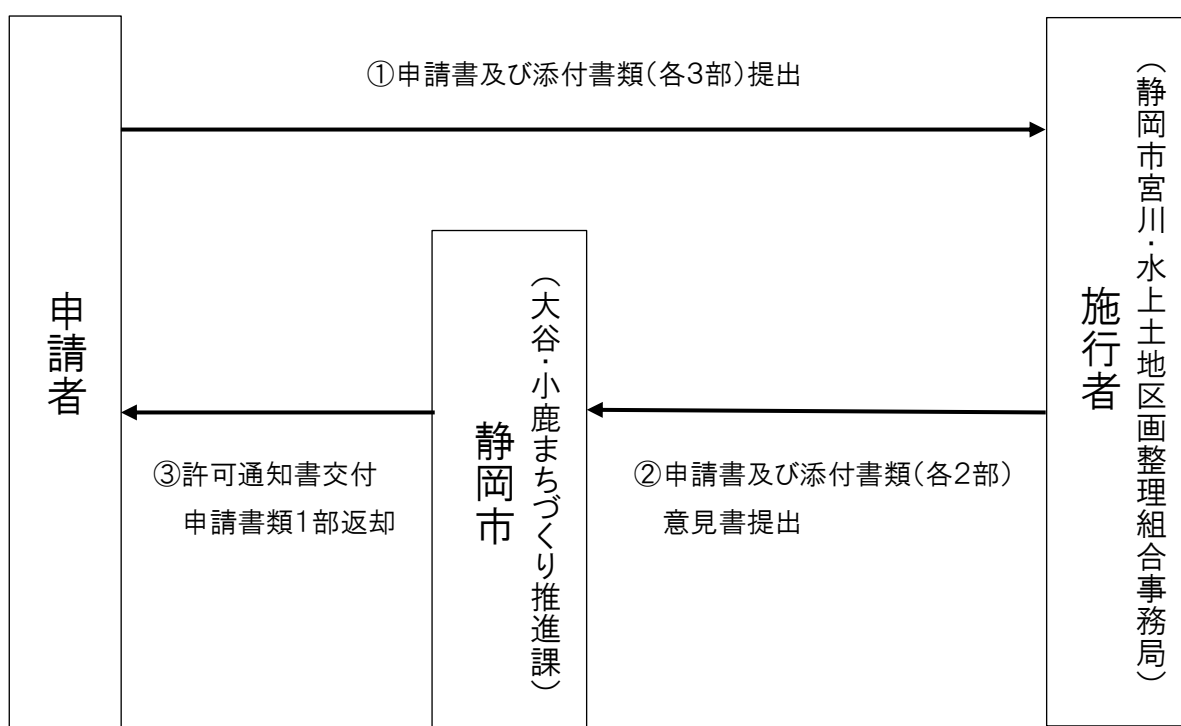 ①申請書及び添付書類(各3部)提出
申請者
③許可通知書交付
申請書類1部返却
静岡市
(大谷・小鹿まちづくり推進課)
②申請書及び添付書類(各2部)
意見書提出
施行者
(静岡市宮川・水上土地区画整理組合事務局)